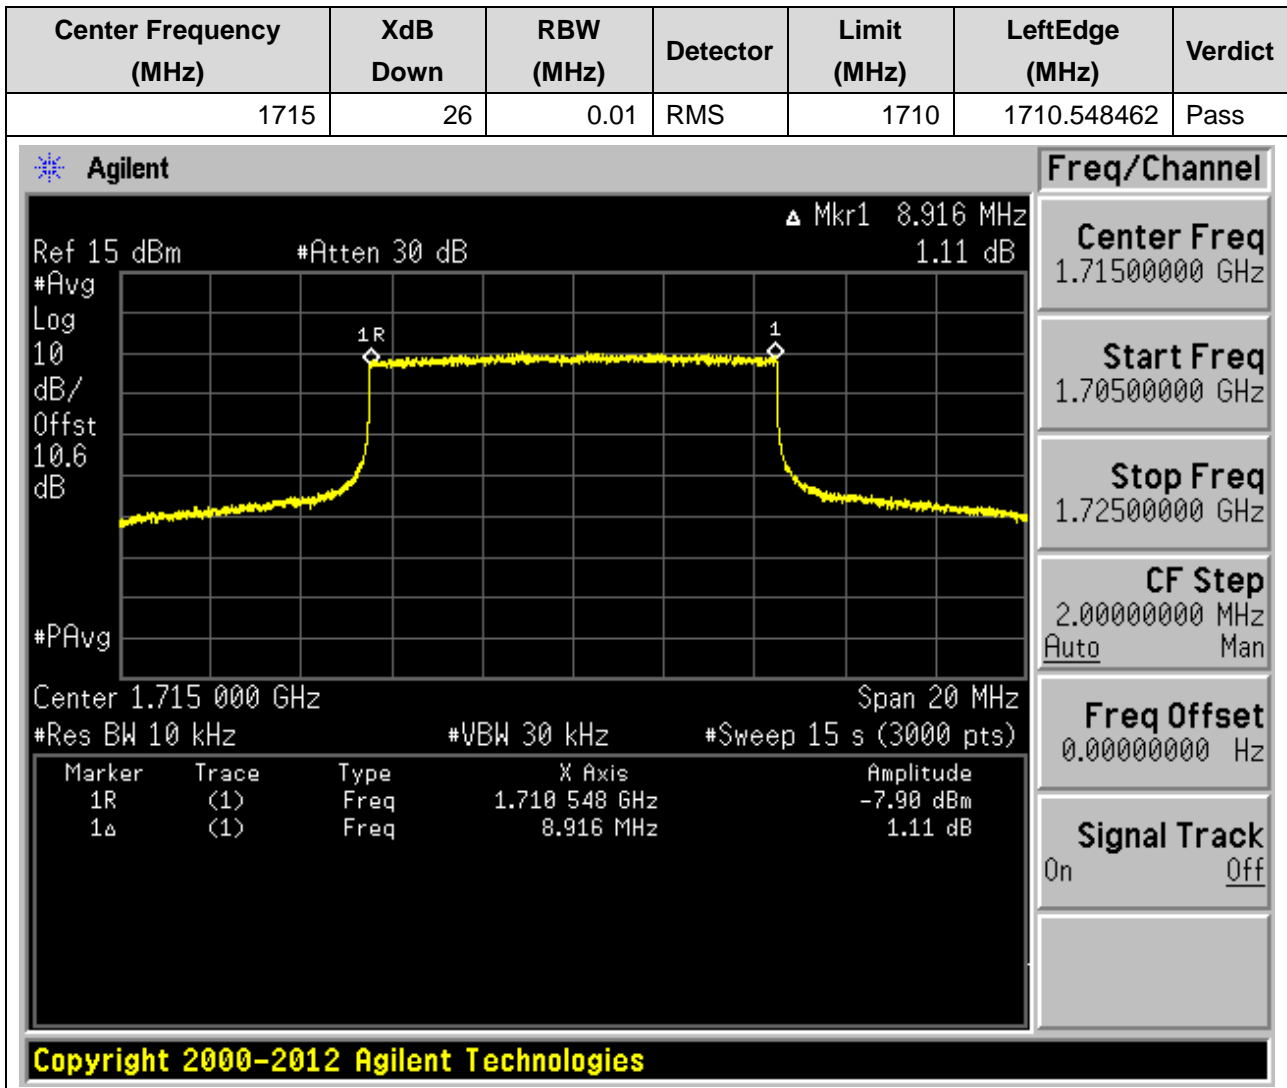 Center Frequency (MHz) XdB Down RBW (MHz) Detector Limit (MHz) LeftEdge (MHz) Verdict
1715 26 0.01 RMS 1710 1710.548462 Pass
Agilent
Freq/Channel
Δ Mkr1 8.916 MHz
Ref 15 dBm #Atten 30 dB 1.11 dB
#Avg
Log
10
dB/
Offst
10.6
dB
1R
1
#PAvg
Center 1.715 000 GHz Span 20 MHz
#Res BW 10 kHz #VBW 30 kHz #Sweep 15 s (3000 pts)
Marker Trace Type X Axis Amplitude
1R (1) Freq 1.710 548 GHz -7.90 dBm
1Δ (1) Freq 8.916 MHz 1.11 dB
Center Freq
1.71500000 GHz
Start Freq
1.70500000 GHz
Stop Freq
1.72500000 GHz
CF Step
2.00000000 MHz
Auto Man
Freq Offset
0.00000000 Hz
Signal Track
On Off
Copyright 2000-2012 Agilent Technologies